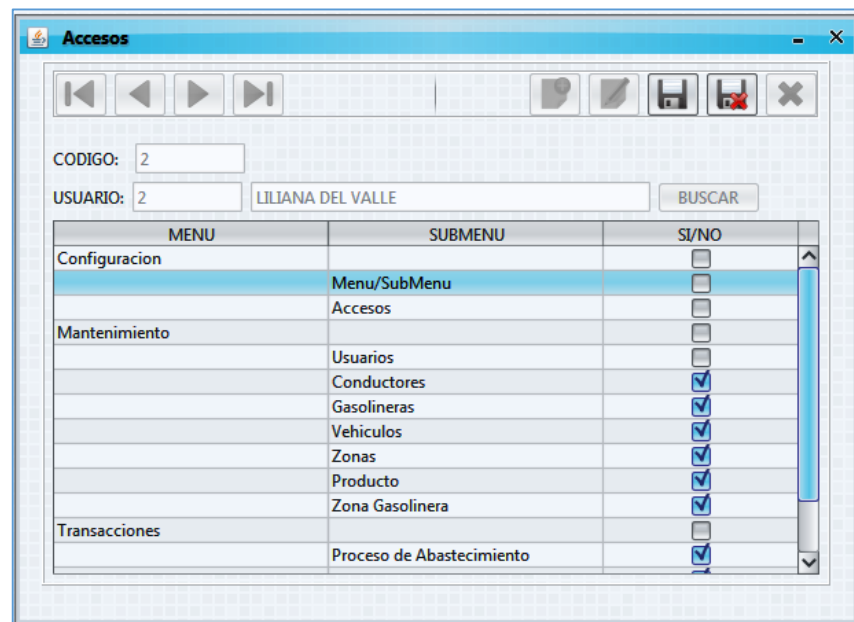 Accesos
CODIGO: 2
USUARIO: 2 LILIANA DEL VALLE BUSCAR
MENU SUBMENU SI/NO
Configuracion
Menu/SubMenu
Accesos
Mantenimiento
Usuarios
Conductores
Gasolineras
Vehiculos
Zonas
Producto
Zona Gasolinera
Transacciones
Proceso de Abastecimiento